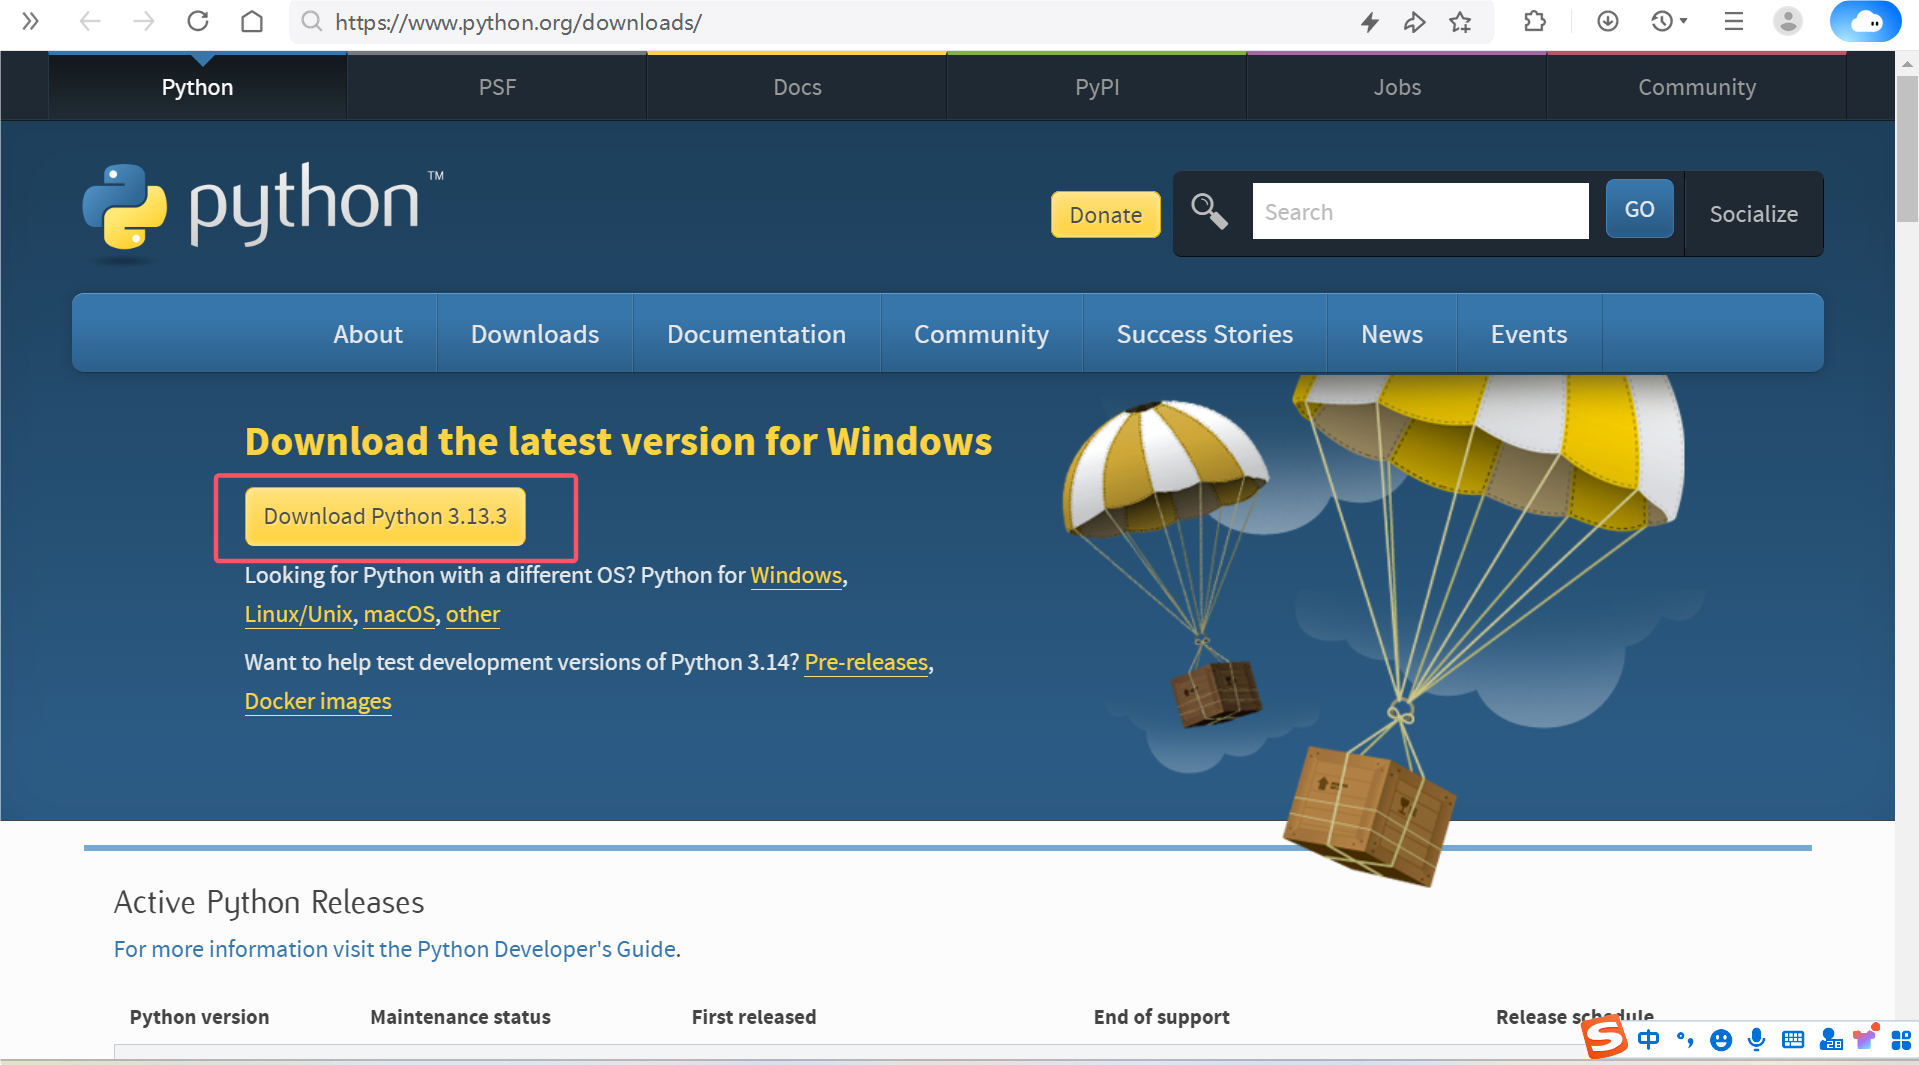 https://www.python.org/downloads/
Python PSF Docs PyPI Jobs Community
python™
Donate Search GO Socialize
About Downloads Documentation Community Success Stories News Events
Download the latest version for Windows
Download Python 3.13.3
Looking for Python with a different OS? Python for Windows,
Linux/Unix, macOS, other
Want to help test development versions of Python 3.14? Pre-releases,
Docker images
Active Python Releases
For more information visit the Python Developer's Guide.
Python version Maintenance status First released End of support Release schedule
中
28